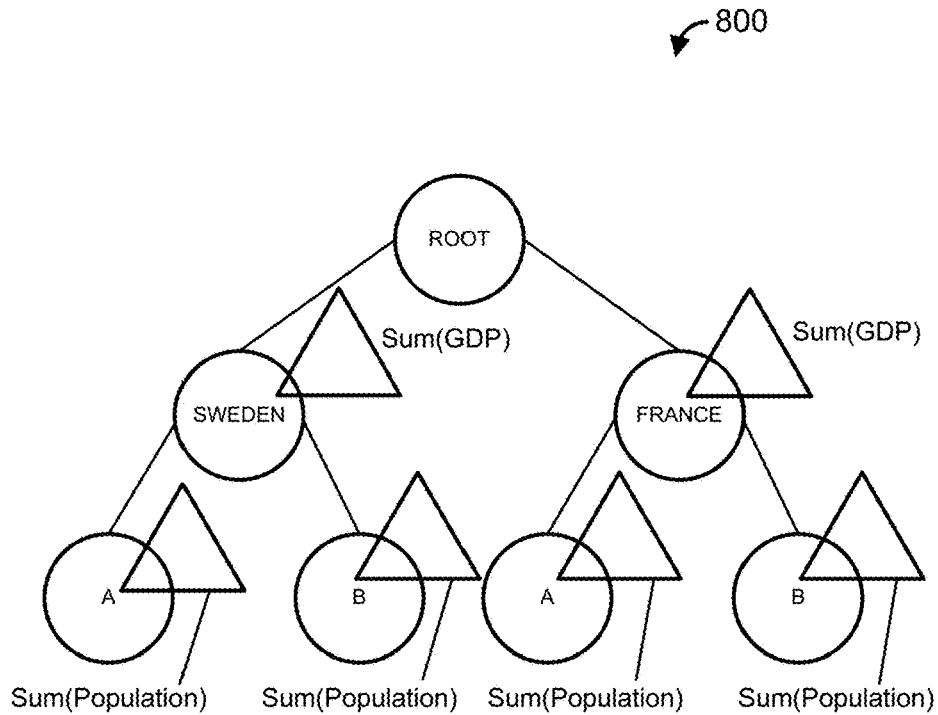 800
ROOT
Sum(GDP)
Sum(GDP)
SWEDEN
FRANCE
A
B
A
B
Sum(Population)
Sum(Population)
Sum(Population)
Sum(Population)